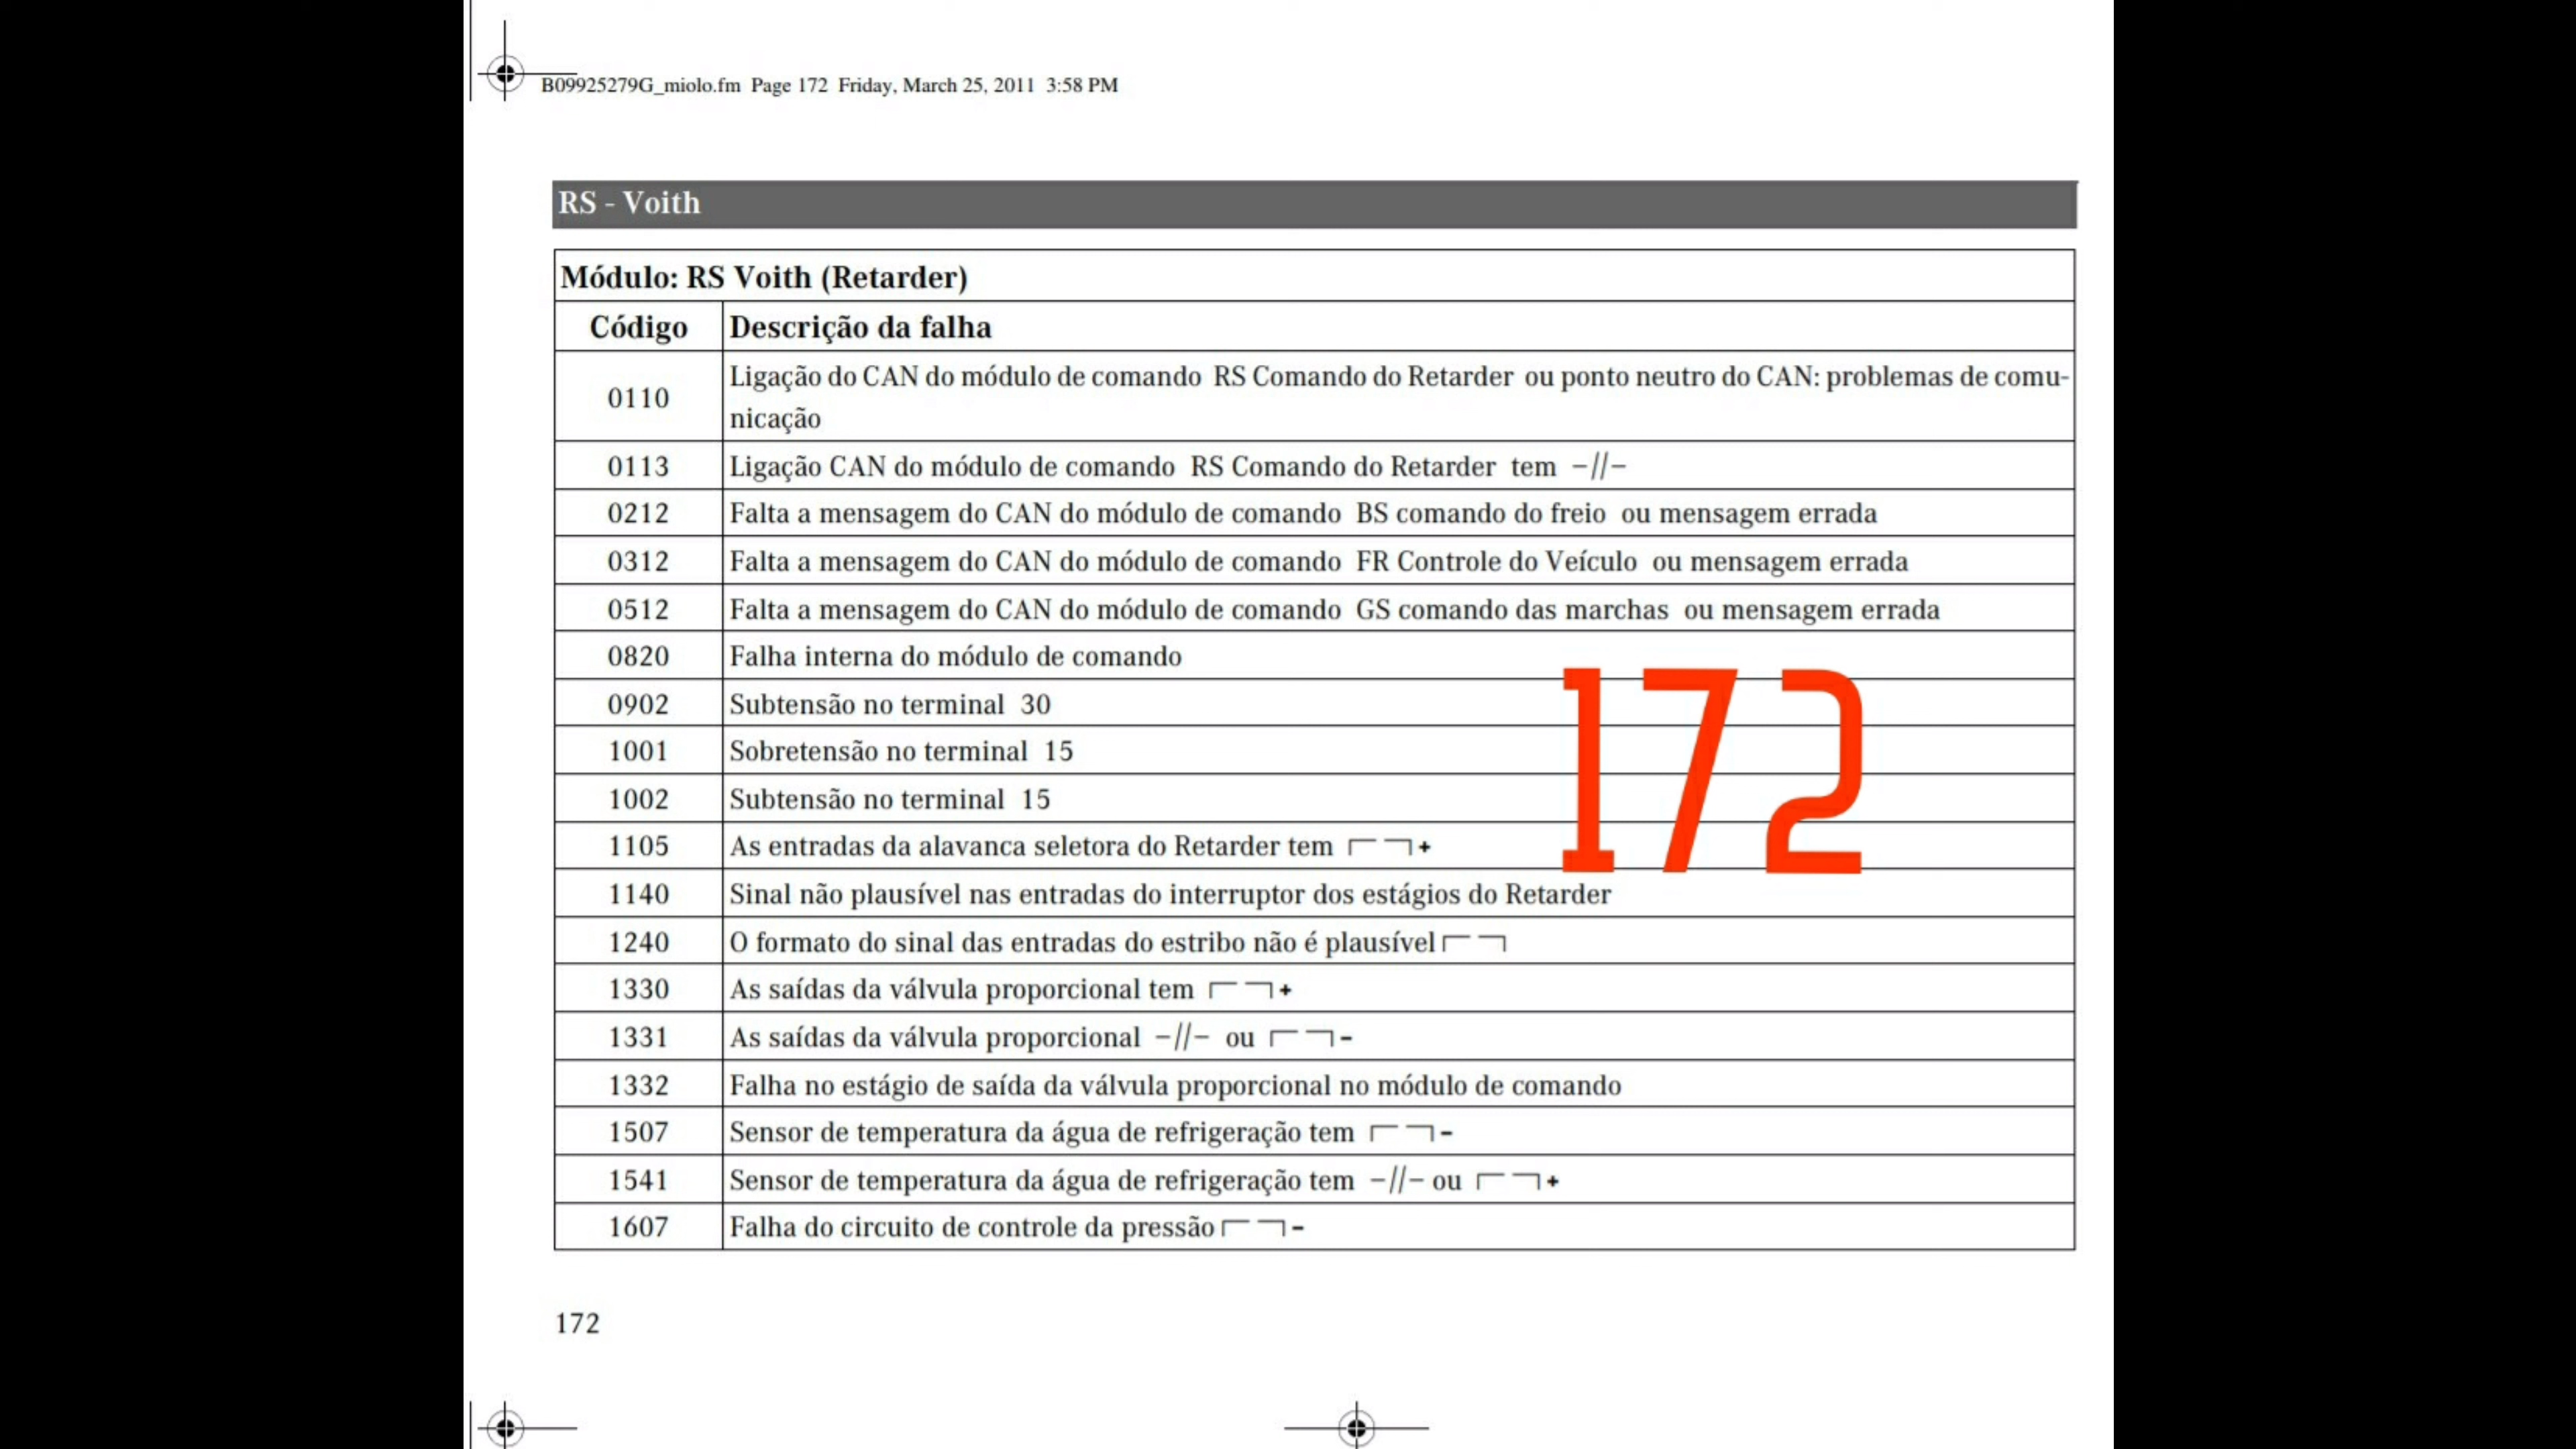 B09925279G_miolo.fm Page 172 Friday, March 25, 2011 3:58 PM
RS - Voith
Módulo: RS Voith (Retarder)
Código Descrição da falha
0110 Ligação do CAN do módulo de comando RS Comando do Retarder ou ponto neutro do CAN: problemas de comu-
nicação
0113 Ligação CAN do módulo de comando RS Comando do Retarder tem –//–
0212 Falta a mensagem do CAN do módulo de comando BS comando do freio ou mensagem errada
0312 Falta a mensagem do CAN do módulo de comando FR Controle do Veículo ou mensagem errada
0512 Falta a mensagem do CAN do módulo de comando GS comando das marchas ou mensagem errada
0820 Falha interna do módulo de comando
0902 Subtensão no terminal 30
1001 Sobretensão no terminal 15
1002 Subtensão no terminal 15
172
1105 As entradas da alavanca seletora do Retarder tem ┌─ ─┐+
1140 Sinal não plausível nas entradas do interruptor dos estágios do Retarder
1240 O formato do sinal das entradas do estribo não é plausível ┌─ ─┐
1330 As saídas da válvula proporcional tem ┌─ ─┐+
1331 As saídas da válvula proporcional –//– ou ┌─ ─┐-
1332 Falha no estágio de saída da válvula proporcional no módulo de comando
1507 Sensor de temperatura da água de refrigeração tem ┌─ ─┐-
1541 Sensor de temperatura da água de refrigeração tem –//– ou ┌─ ─┐+
1607 Falha do circuito de controle da pressão ┌─ ─┐-
172